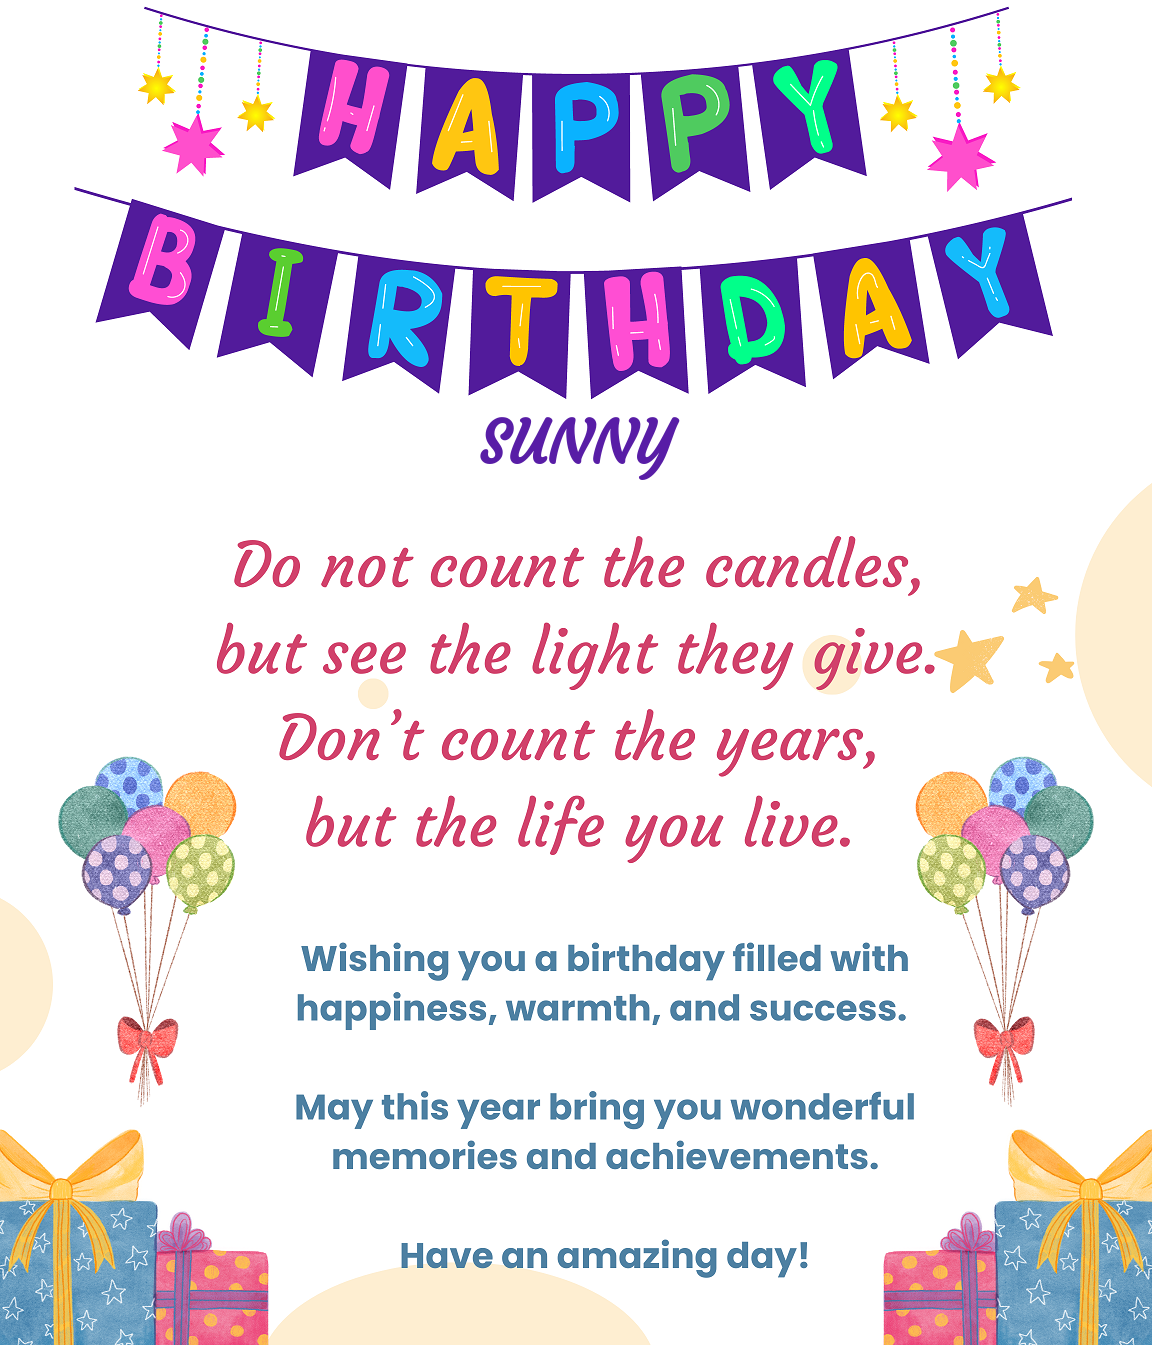 HAPPY
BIRTHDAY
SUNNY
Do not count the candles,
but see the light they give.
Don’t count the years,
but the life you live.
Wishing you a birthday filled with
happiness, warmth, and success.
May this year bring you wonderful
memories and achievements.
Have an amazing day!